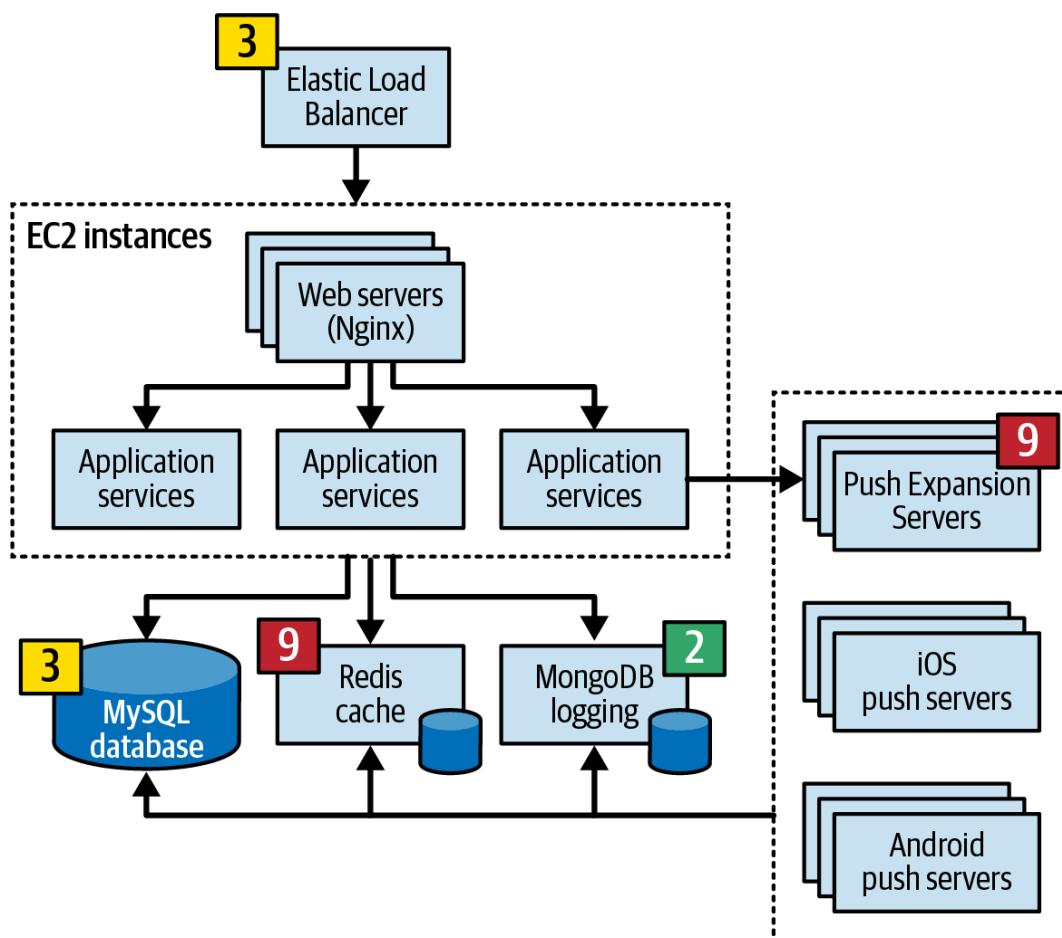 3
Elastic Load
Balancer
EC2 instances
Web servers
(Nginx)
Application
services
Application
services
Application
services
9
Push Expansion
Servers
3
MySQL
database
9
Redis
cache
2
MongoDB
logging
iOS
push servers
Android
push servers